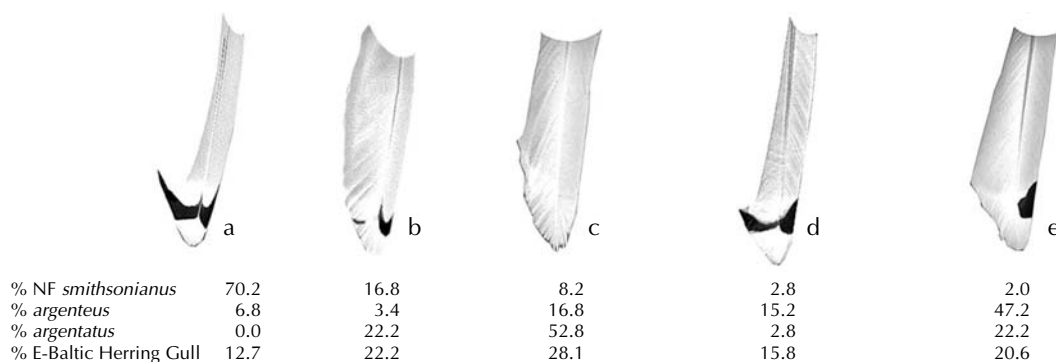 a b c d e
% NF smithsonianus 70.2 16.8 8.2 2.8 2.0
% argenteus 6.8 3.4 16.8 15.2 47.2
% argentatus 0.0 22.2 52.8 2.8 22.2
% E-Baltic Herring Gull 12.7 22.2 28.1 15.8 20.6